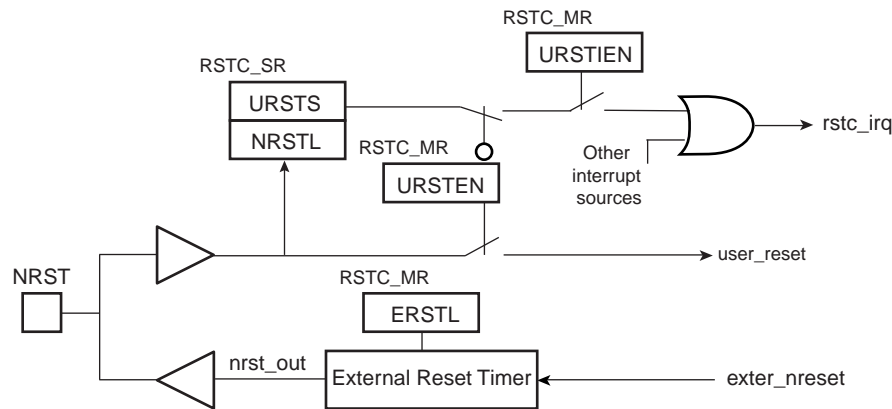 RSTC_MR
URSTIEN
RSTC_SR
URSTS
NRSTL
rstc_irq
RSTC_MR
Other
interrupt
sources
URSTEN
user_reset
NRST
RSTC_MR
ERSTL
nrst_out
External Reset Timer
exter_nreset